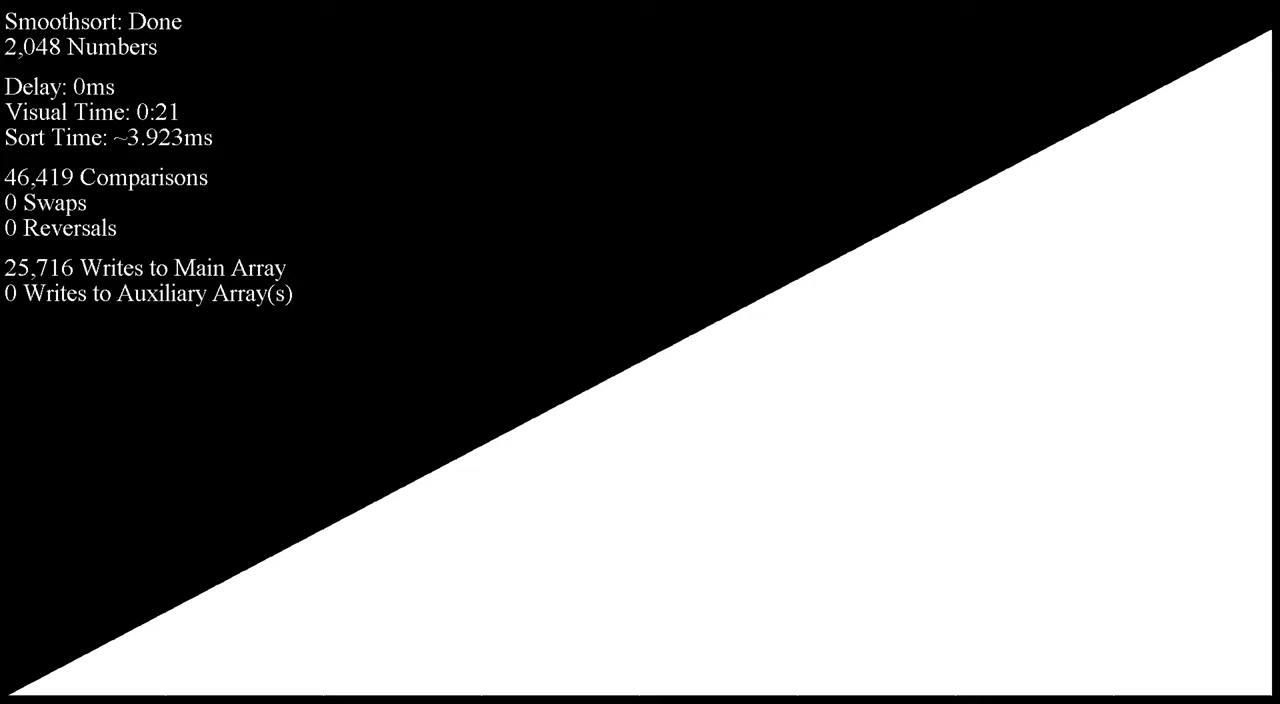 Smoothsort: Done
2,048 Numbers
Delay: 0ms
Visual Time: 0:21
Sort Time: ~3.923ms
46,419 Comparisons
0 Swaps
0 Reversals
25,716 Writes to Main Array
0 Writes to Auxiliary Array(s)